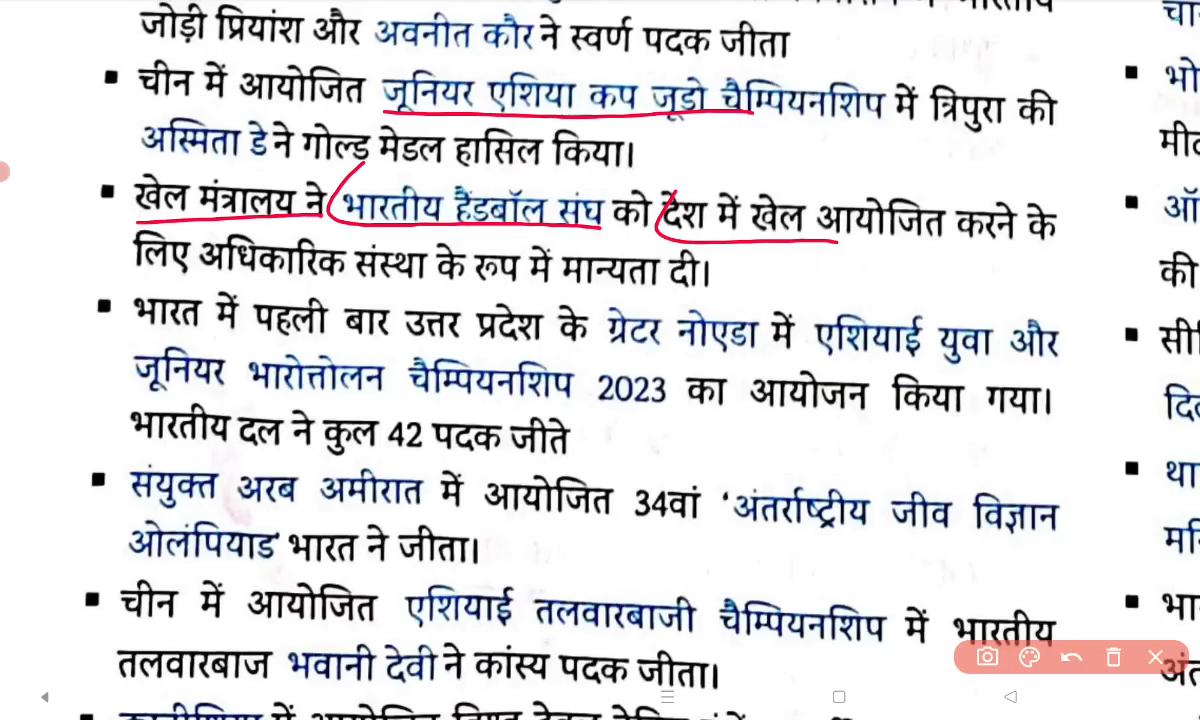 जोड़ी प्रियांश और अवनीत कौर ने स्वर्ण पदक जीता
▪ चीन में आयोजित जूनियर एशिया कप जूडो चैम्पियनशिप में त्रिपुरा की
अस्मिता डे ने गोल्ड मेडल हासिल किया।
▪ खेल मंत्रालय ने भारतीय हैंडबॉल संघ को देश में खेल आयोजित करने के
लिए अधिकारिक संस्था के रूप में मान्यता दी।
▪ भारत में पहली बार उत्तर प्रदेश के ग्रेटर नोएडा में एशियाई युवा और
जूनियर भारोत्तोलन चैम्पियनशिप 2023 का आयोजन किया गया।
भारतीय दल ने कुल 42 पदक जीते
▪ संयुक्त अरब अमीरात में आयोजित 34वां ‘अंतर्राष्ट्रीय जीव विज्ञान
ओलंपियाड’ भारत ने जीता।
▪ चीन में आयोजित एशियाई तलवारबाजी चैम्पियनशिप में भारतीय
तलवारबाज भवानी देवी ने कांस्य पदक जीता।
▪ में आयोजित
▪ भो
मी
▪ ऑ
की
▪ सी
दि
▪ था
▪ भा
अंत